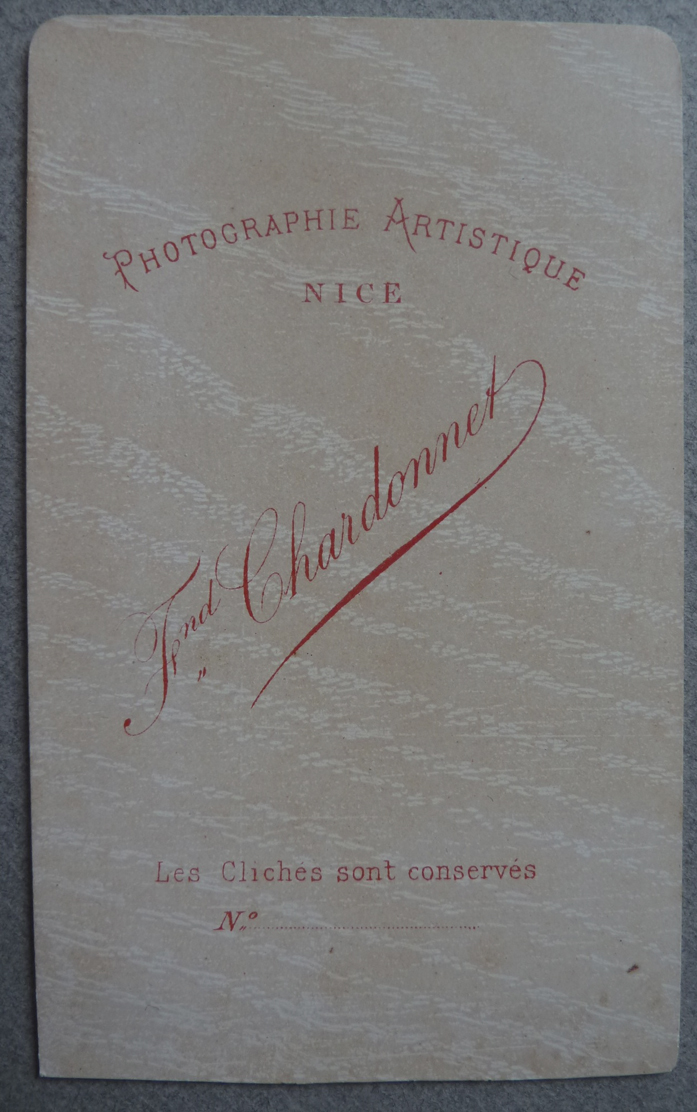 PHOTOGRAPHIE ARTISTIQUE
NICE
Fnd Chardonnet
Les Clichés sont conservés
N.º